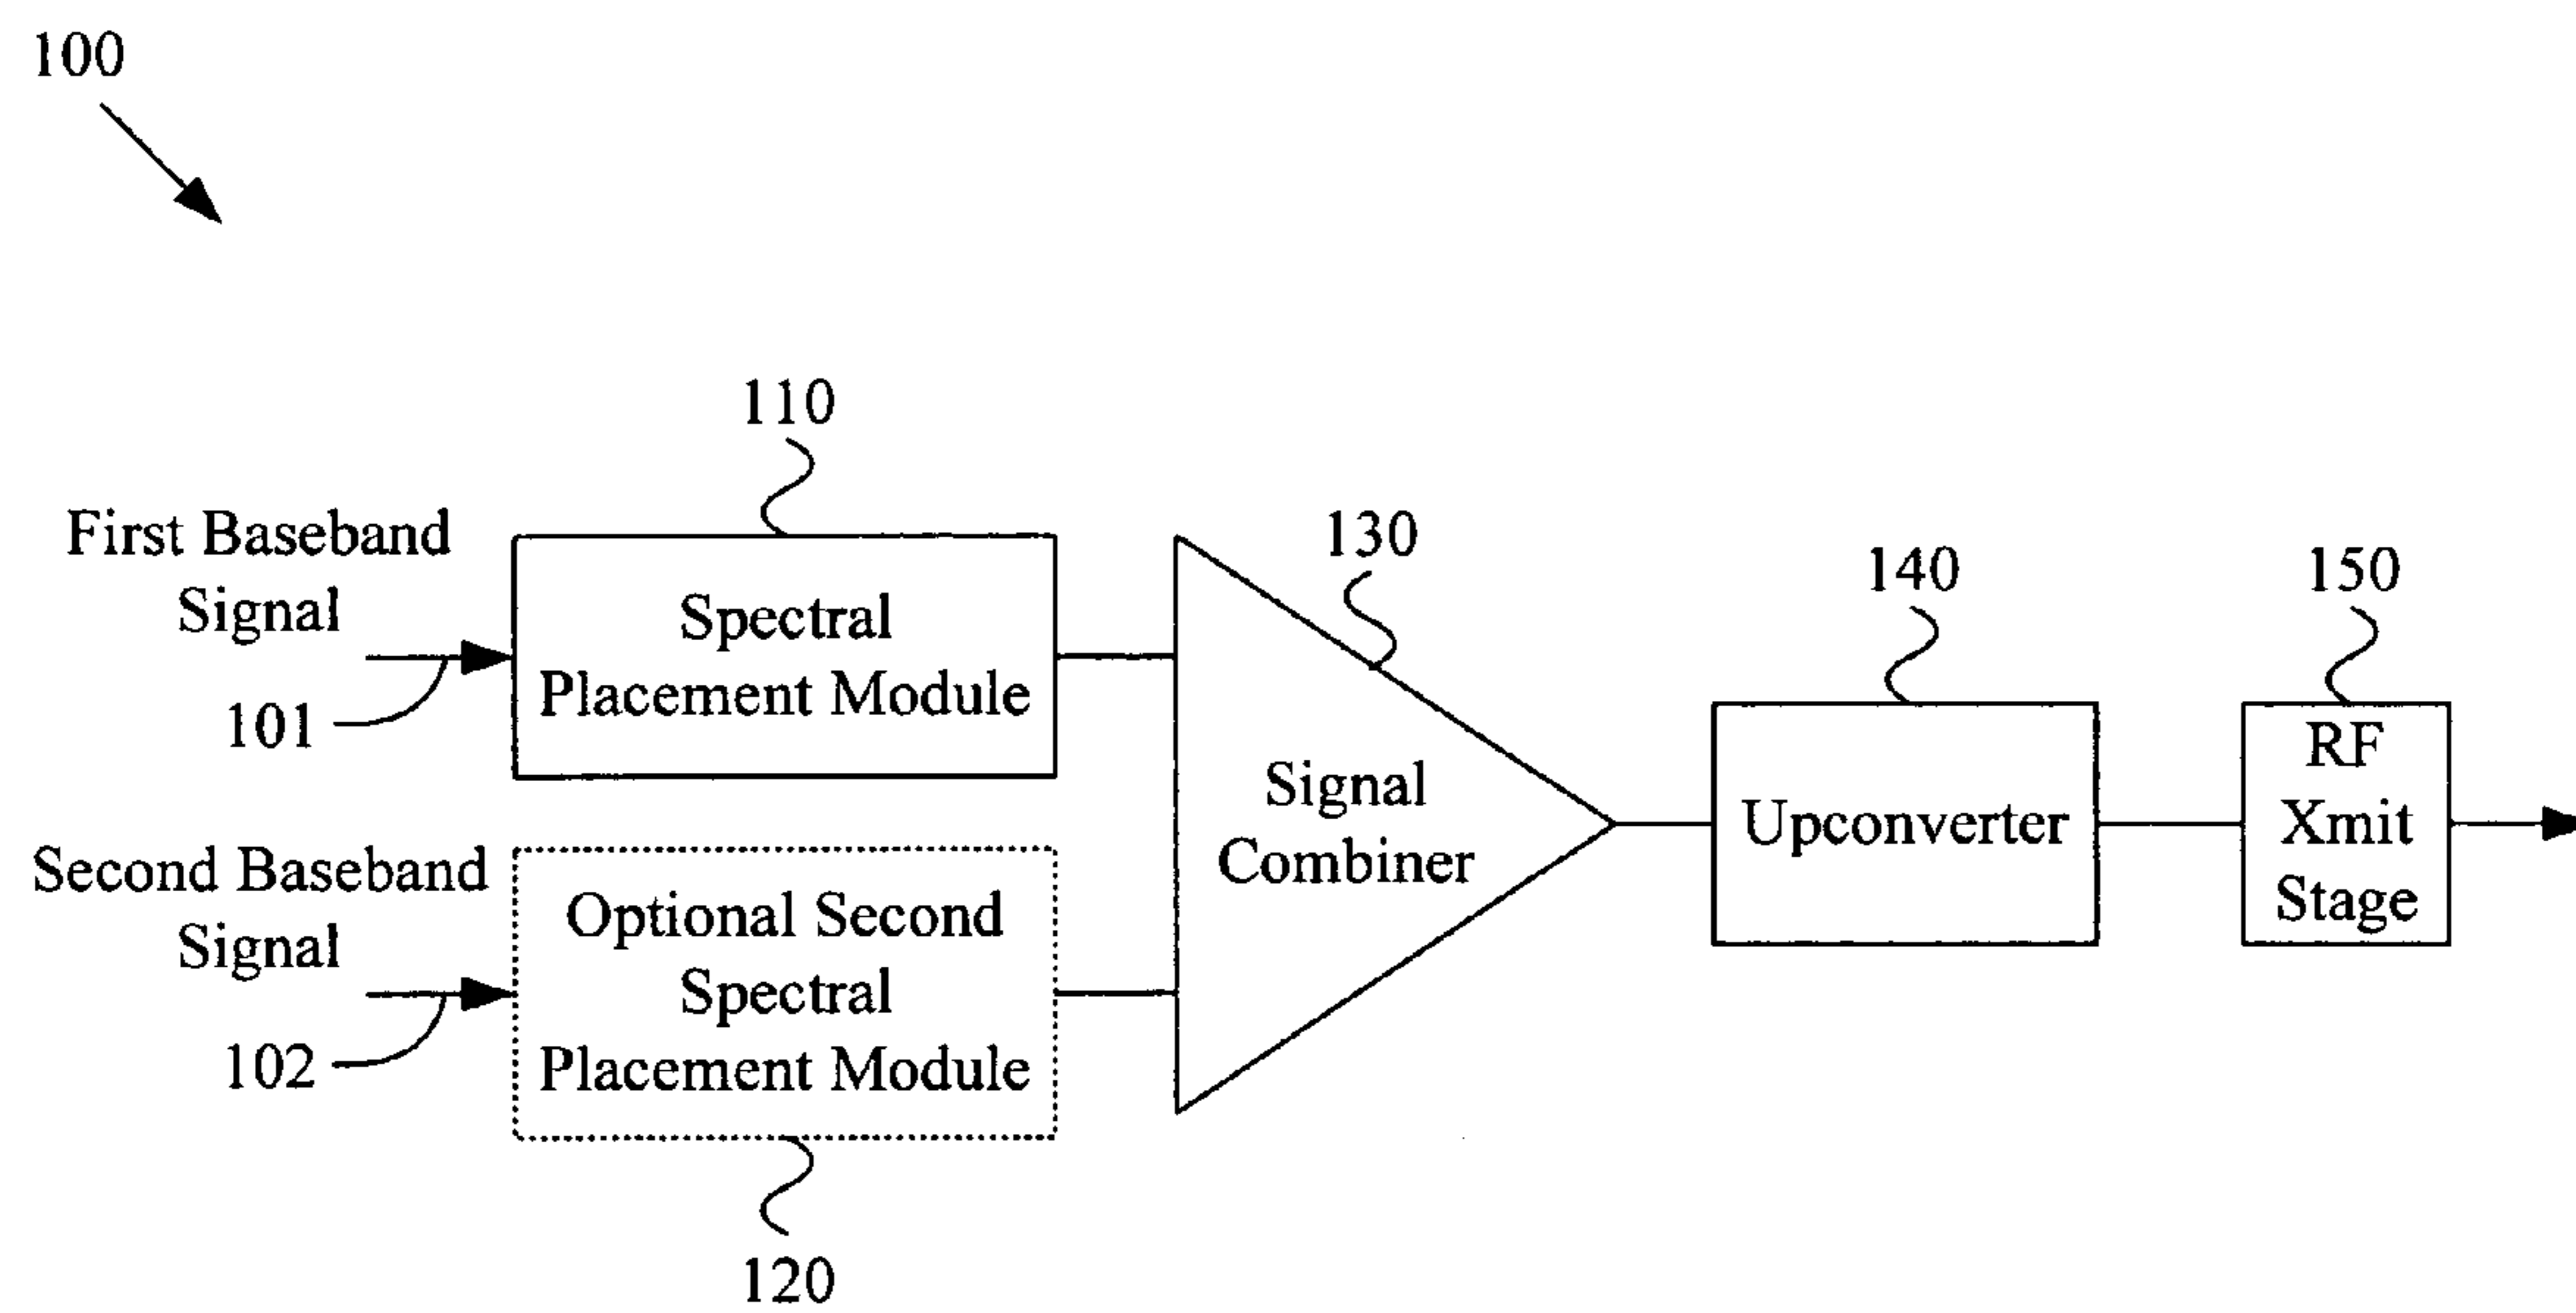 100
110
First Baseband
Signal
101
Spectral
Placement Module
130
140
150
Second Baseband
Signal
102
Optional Second
Spectral
Placement Module
120
Signal
Combiner
Upconverter
RF
Xmit
Stage